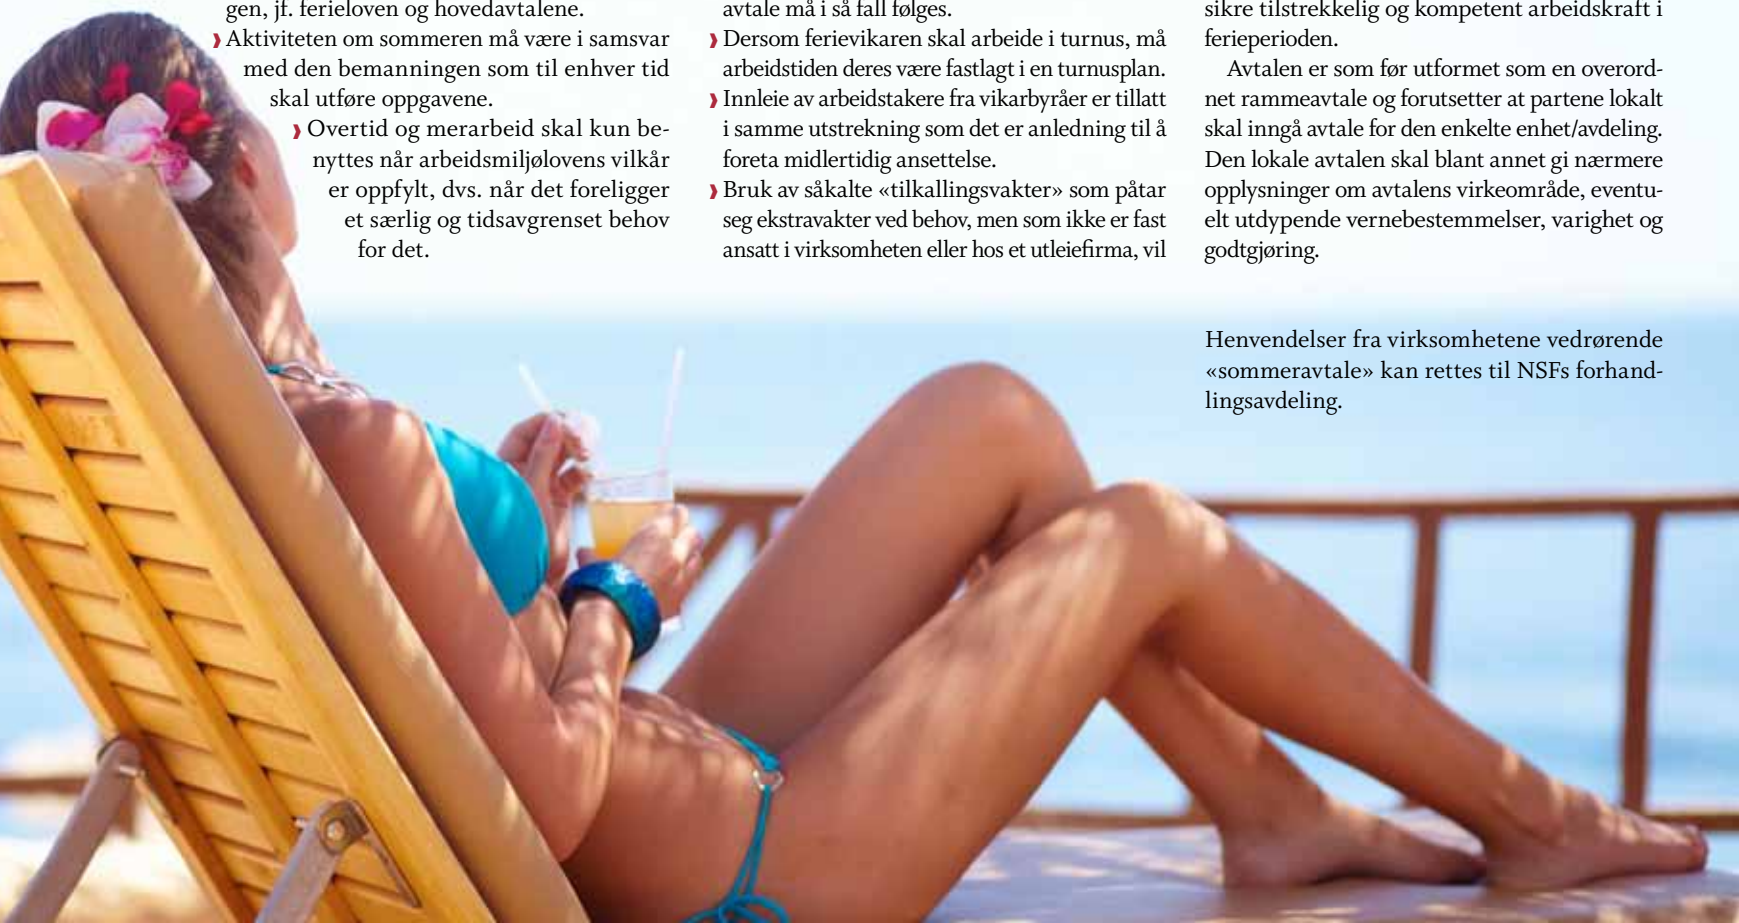 gen, jf. ferieloven og hovedavtalene.
❱ Aktiviteten om sommeren må være i samsvar
med den bemanningen som til enhver tid
skal utføre oppgavene.
❱ Overtid og merarbeid skal kun be-
nyttes når arbeidsmiljølovens vilkår
er oppfylt, dvs. når det foreligger
et særlig og tidsavgrenset behov
for det.
avtale må i så fall følges.
❱ Dersom ferievikaren skal arbeide i turnus, må
arbeidstiden deres være fastlagt i en turnusplan.
❱ Innleie av arbeidstakere fra vikarbyråer er tillatt
i samme utstrekning som det er anledning til å
foreta midlertidig ansettelse.
❱ Bruk av såkalte «tilkallingsvakter» som påtar
seg ekstravakter ved behov, men som ikke er fast
ansatt i virksomheten eller hos et utleiefirma, vil
sikre tilstrekkelig og kompetent arbeidskraft i
ferieperioden.
Avtalen er som før utformet som en overord-
net rammeavtale og forutsetter at partene lokalt
skal inngå avtale for den enkelte enhet/avdeling.
Den lokale avtalen skal blant annet gi nærmere
opplysninger om avtalens virkeområde, eventu-
elt utdypende vernebestemmelser, varighet og
godtgjøring.
Henvendelser fra virksomhetene vedrørende
«sommeravtale» kan rettes til NSFs forhand-
lingsavdeling.